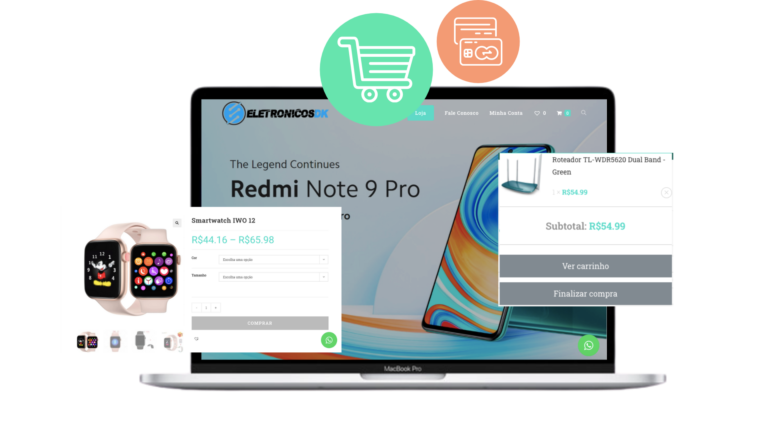 ELETRONICOSDK
Loja
Fale Conosco
Minha Conta
0
0
The Legend Continues
Redmi Note 9 Pro
ro
Roteador TL-WDR5620 Dual Band -
Green
1 × R$54.99
×
Subtotal: R$54.99
Ver carrinho
Finalizar compra
Smartwatch IWO 12
R$44.16 – R$65.98
Cor
Escolha uma opção
Tamanho
Escolha uma opção
- 1 +
COMPRAR
MacBook Pro